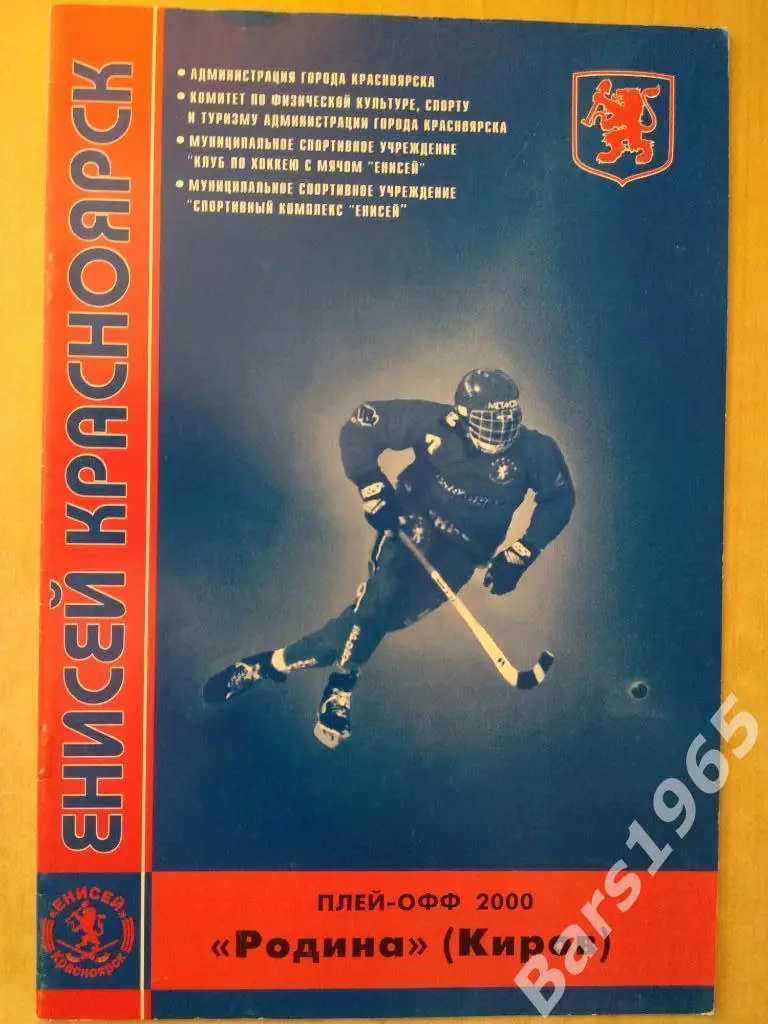 • АДМИНИСТРАЦИЯ ГОРОДА КРАСНОЯРСКА
• КОМИТЕТ ПО ФИЗИЧЕСКОЙ КУЛЬТУРЕ, СПОРТУ
И ТУРИЗМУ АДМИНИСТРАЦИИ ГОРОДА КРАСНОЯРСКА
• МУНИЦИПАЛЬНОЕ СПОРТИВНОЕ УЧРЕЖДЕНИЕ
"КЛУБ ПО ХОККЕЮ С МЯЧОМ "ЕНИСЕЙ"
• МУНИЦИПАЛЬНОЕ СПОРТИВНОЕ УЧРЕЖДЕНИЕ
"СПОРТИВНЫЙ КОМПЛЕКС "ЕНИСЕЙ"
ЕНИСЕЙ КРАСНОЯРСК
ПЛЕЙ-ОФФ 2000
«Родина» (Киров)
«ЕНИСЕЙ»
Красноярск
Bars1965